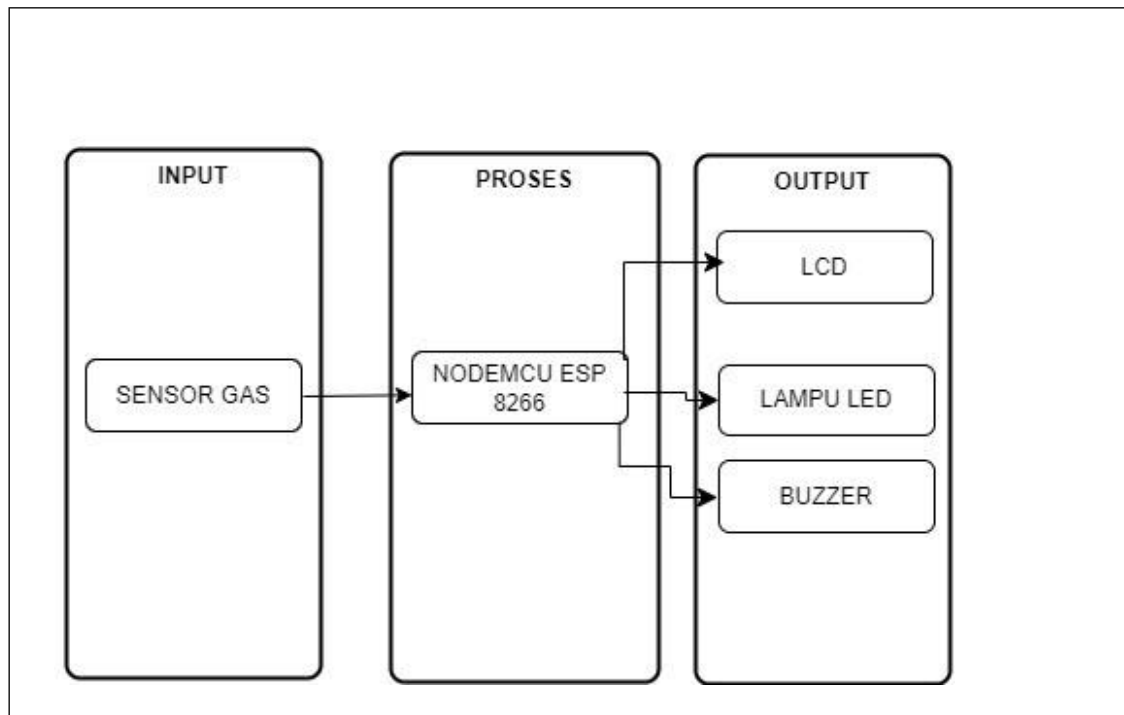 INPUT
SENSOR GAS
PROSES
NODEMCU ESP
8266
OUTPUT
LCD
LAMPU LED
BUZZER